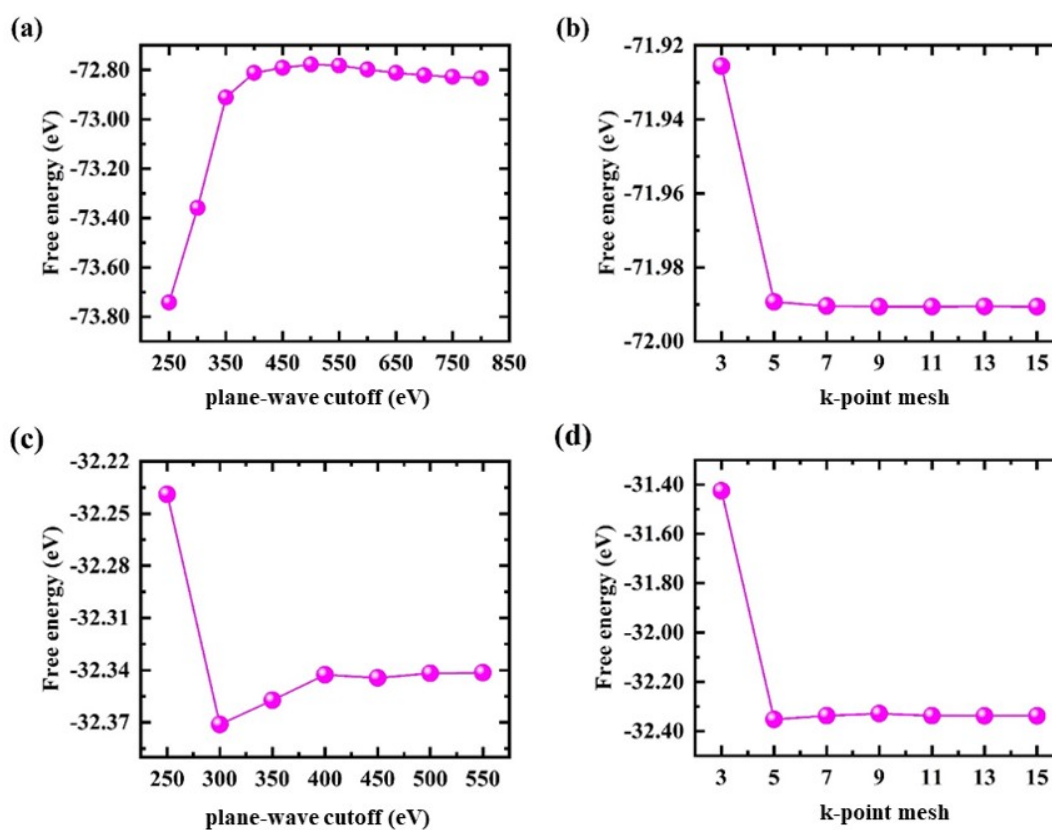 (a)
-72.80
-73.00
-73.20
-73.40
-73.60
-73.80
Free energy (eV)
250 350 450 550 650 750 850
plane-wave cutoff (eV)
(b)
-71.92
-71.94
-71.96
-71.98
-72.00
Free energy (eV)
3 5 7 9 11 13 15
k-point mesh
(c)
-32.22
-32.25
-32.28
-32.31
-32.34
-32.37
Free energy (eV)
250 300 350 400 450 500 550
plane-wave cutoff (eV)
(d)
-31.40
-31.60
-31.80
-32.00
-32.20
-32.40
Free energy (eV)
3 5 7 9 11 13 15
k-point mesh